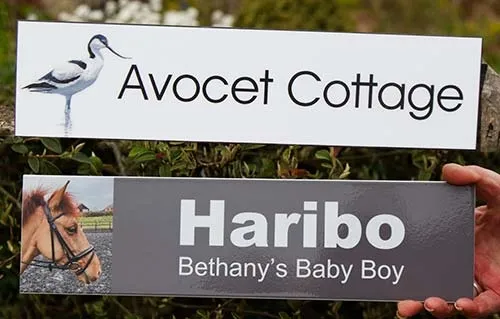 Avocet Cottage
Haribo
Bethany's Baby Boy